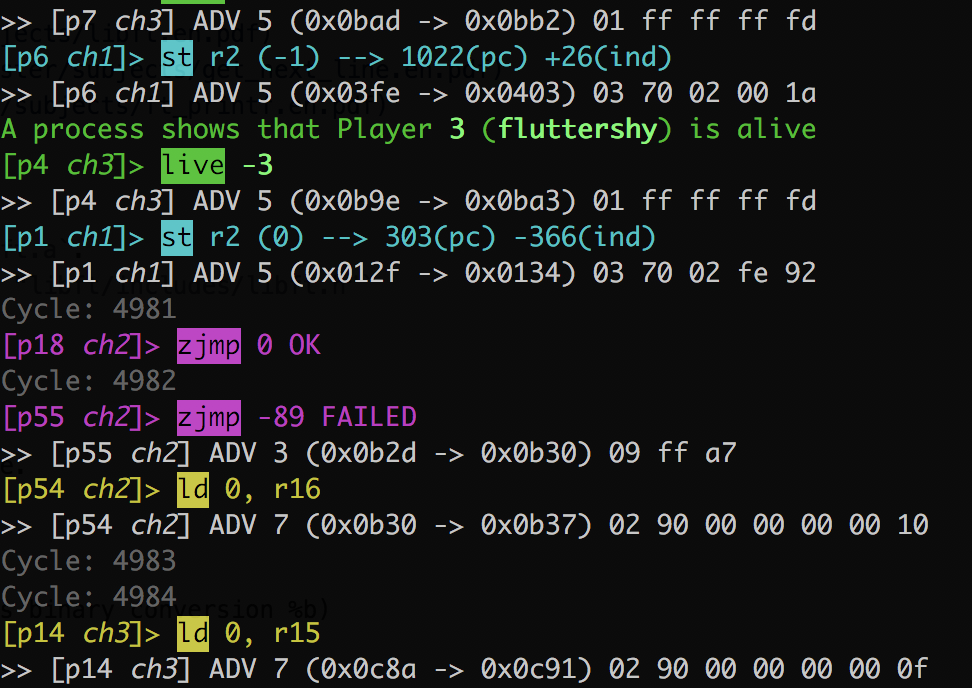 >> [p7 ch3] ADV 5 (0x0bad -> 0x0bb2) 01 ff ff ff fd
[p6 ch1]> st r2 (-1) --> 1022(pc) +26(ind)
>> [p6 ch1] ADV 5 (0x03fe -> 0x0403) 03 70 02 00 1a
A process shows that Player 3 (fluttershy) is alive
[p4 ch3]> live -3
>> [p4 ch3] ADV 5 (0x0b9e -> 0x0ba3) 01 ff ff ff fd
[p1 ch1]> st r2 (0) --> 303(pc) -366(ind)
>> [p1 ch1] ADV 5 (0x012f -> 0x0134) 03 70 02 fe 92
Cycle: 4981
[p18 ch2]> zjmp 0 OK
Cycle: 4982
[p55 ch2]> zjmp -89 FAILED
>> [p55 ch2] ADV 3 (0x0b2d -> 0x0b30) 09 ff a7
[p54 ch2]> ld 0, r16
>> [p54 ch2] ADV 7 (0x0b30 -> 0x0b37) 02 90 00 00 00 00 10
Cycle: 4983
Cycle: 4984
[p14 ch3]> ld 0, r15
>> [p14 ch3] ADV 7 (0x0c8a -> 0x0c91) 02 90 00 00 00 00 0f